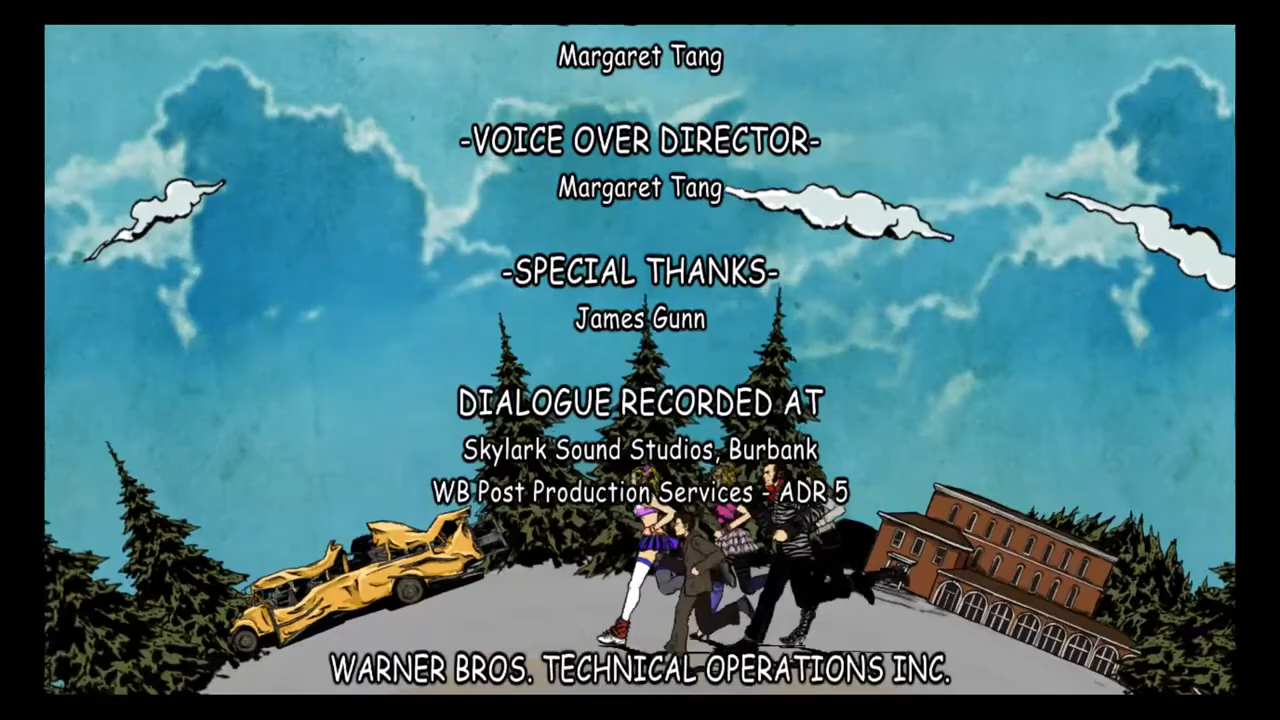 Margaret Tang
-VOICE OVER DIRECTOR-
Margaret Tang
-SPECIAL THANKS-
James Gunn
DIALOGUE RECORDED AT
Skylark Sound Studios, Burbank
WB Post Production Services - ADR 5
WARNER BROS. TECHNICAL OPERATIONS INC.